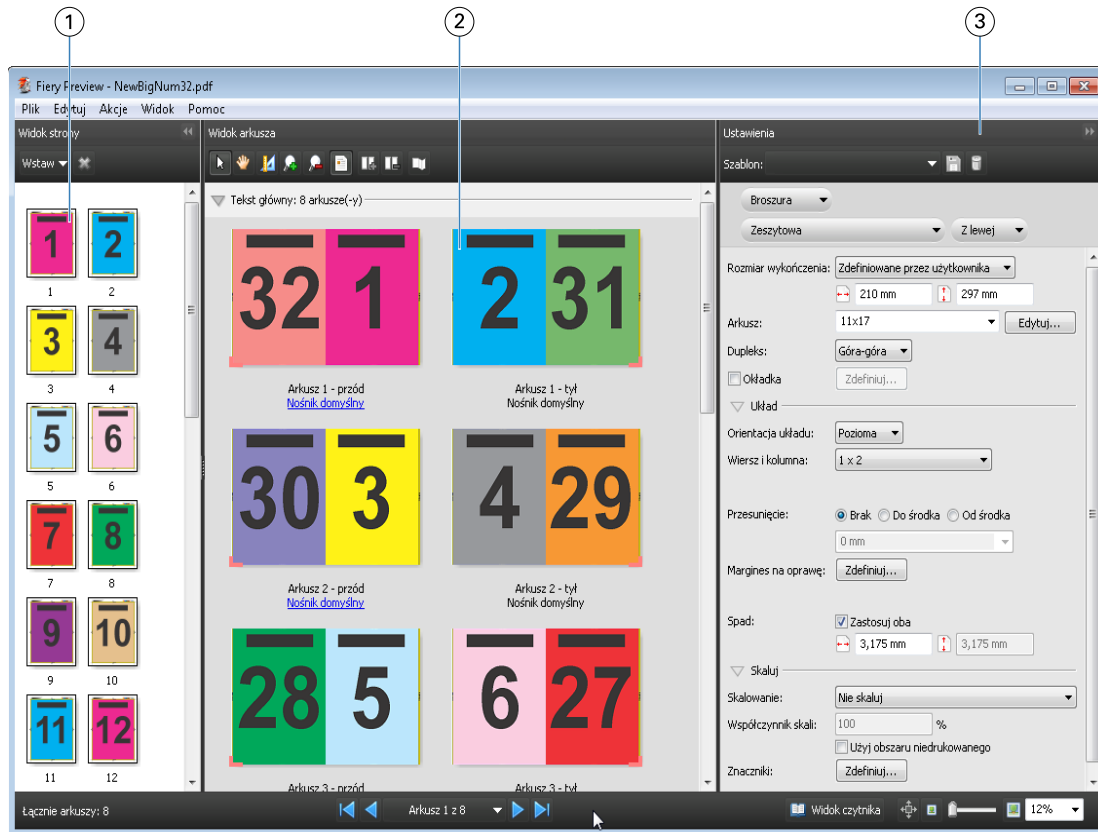 1
2
3
Fiery Preview - NewBigNum32.pdf
Plik Edytuj Akcje Widok Pomoc
Widok strony
Wstaw
1 2
1 2
3 4
3 4
5 6
5 6
7 8
7 8
9 10
9 10
11 12
11 12
Widok arkusza
Tekst główny: 8 arkusze(-y)
32 1 2 31
Arkusz 1 - przód Arkusz 1 - tył
Nośnik domyślny Nośnik domyślny
30 3 4 29
Arkusz 2 - przód Arkusz 2 - tył
Nośnik domyślny Nośnik domyślny
28 5 6 27
Arkusz 3 - przód Arkusz 3 - tył
Ustawienia
Szablon:
Broszura
Zeszytowa Z lewej
Rozmiar wykończenia: Zdefiniowane przez użytkownika
210 mm 297 mm
Arkusz: 11x17 Edytuj...
Dupleks: Góra-góra
Okładka Zdefiniuj...
Układ
Orientacja układu: Pozioma
Wiersz i kolumna: 1 x 2
Przesunięcie: Brak Do środka Od środka
0 mm
Margines na oprawę: Zdefiniuj...
Spad: Zastosuj oba
3,175 mm 3,175 mm
Skaluj
Skalowanie: Nie skaluj
Współczynnik skali: 100 %
Użyj obszaru niedrukowanego
Znaczniki: Zdefiniuj...
Łącznie arkuszy: 8 Arkusz 1 z 8 Widok czytnika 12%